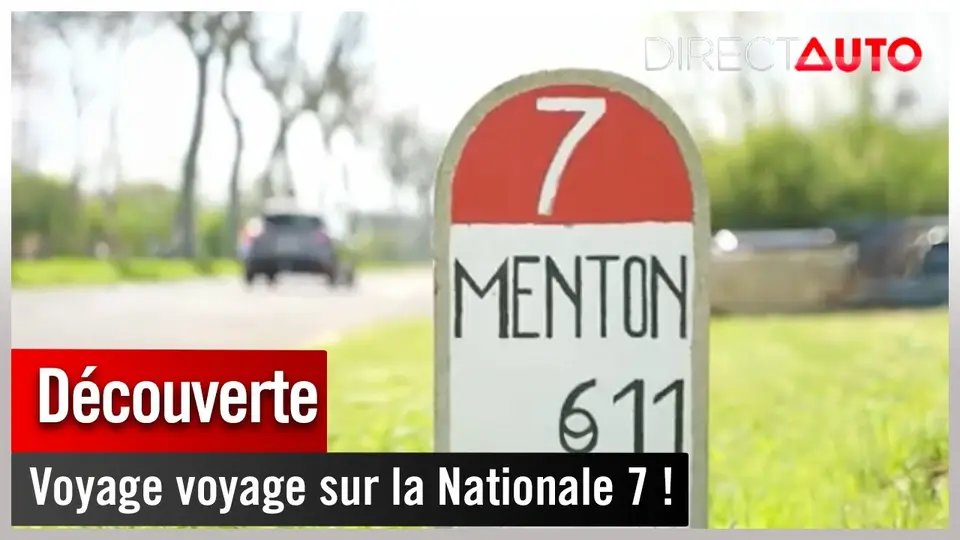 DIRECTAUTO
7
MENTON
611
Découverte
Voyage voyage sur la Nationale 7 !